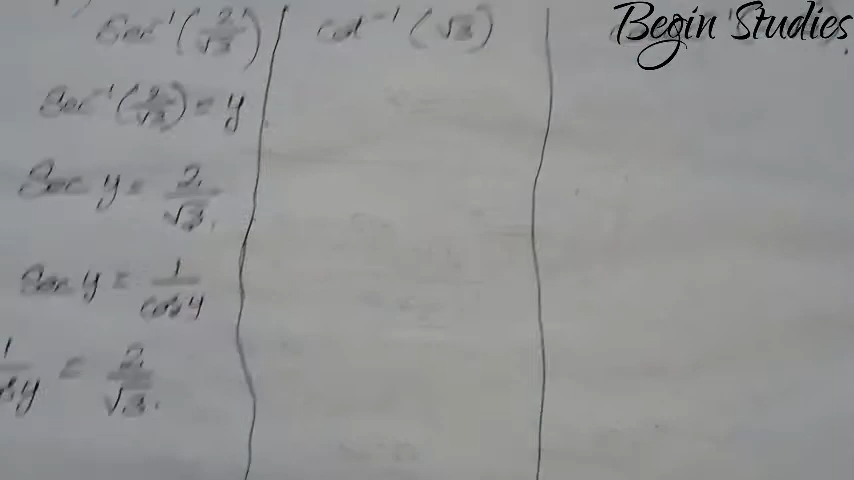 Sec⁻¹(2/√3)
Sec⁻¹(2/√3) = y
Sec y = 2/√3.
Sec y = 1/cos y
1/cos y = 2/√3.
cot⁻¹(√3)
Begin Studies